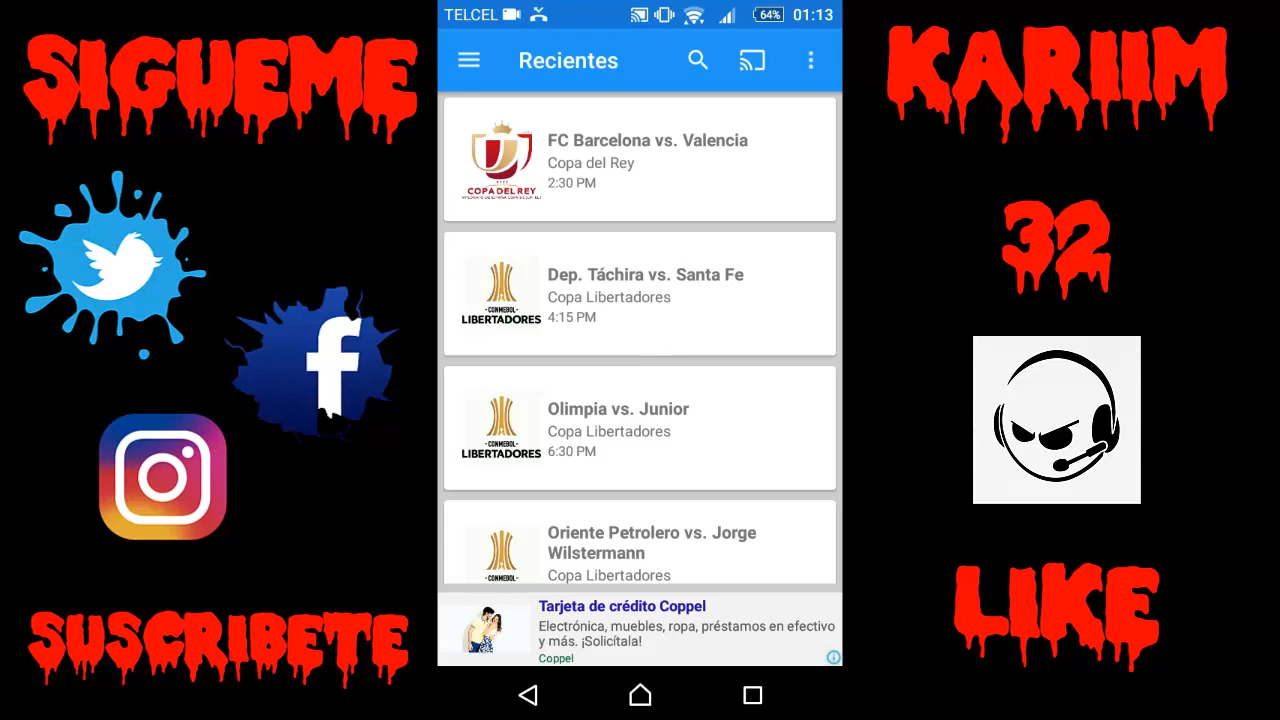 SIGUEME
SUSCRIBETE
TELCEL
64%
01:13
Recientes
FC Barcelona vs. Valencia
Copa del Rey
2:30 PM
COPA DEL REY
Dep. Táchira vs. Santa Fe
Copa Libertadores
4:15 PM
·CONMEBOL·
LIBERTADORES
Olimpia vs. Junior
Copa Libertadores
6:30 PM
·CONMEBOL·
LIBERTADORES
Oriente Petrolero vs. Jorge
Wilstermann
Copa Libertadores
·CONMEBOL·
Tarjeta de crédito Coppel
Electrónica, muebles, ropa, préstamos en efectivo
y más. ¡Solicítala!
Coppel
KARIIM
32
LIKE